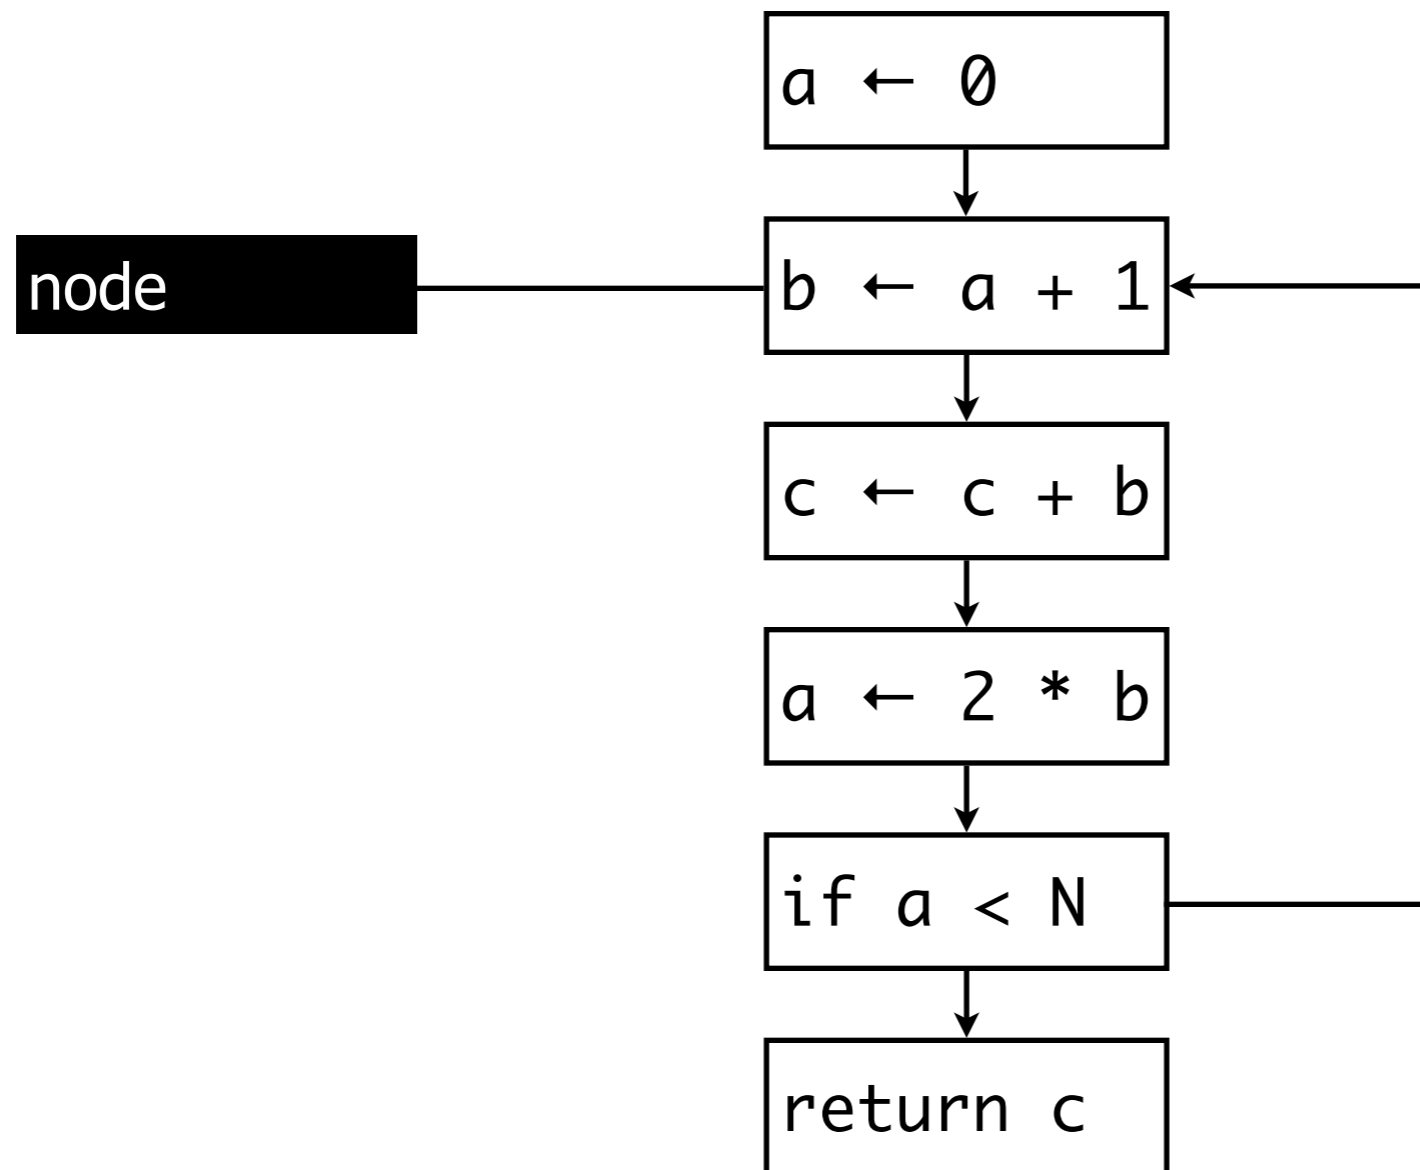 a ← 0
node
b ← a + 1
c ← c + b
a ← 2 * b
if a < N
return c